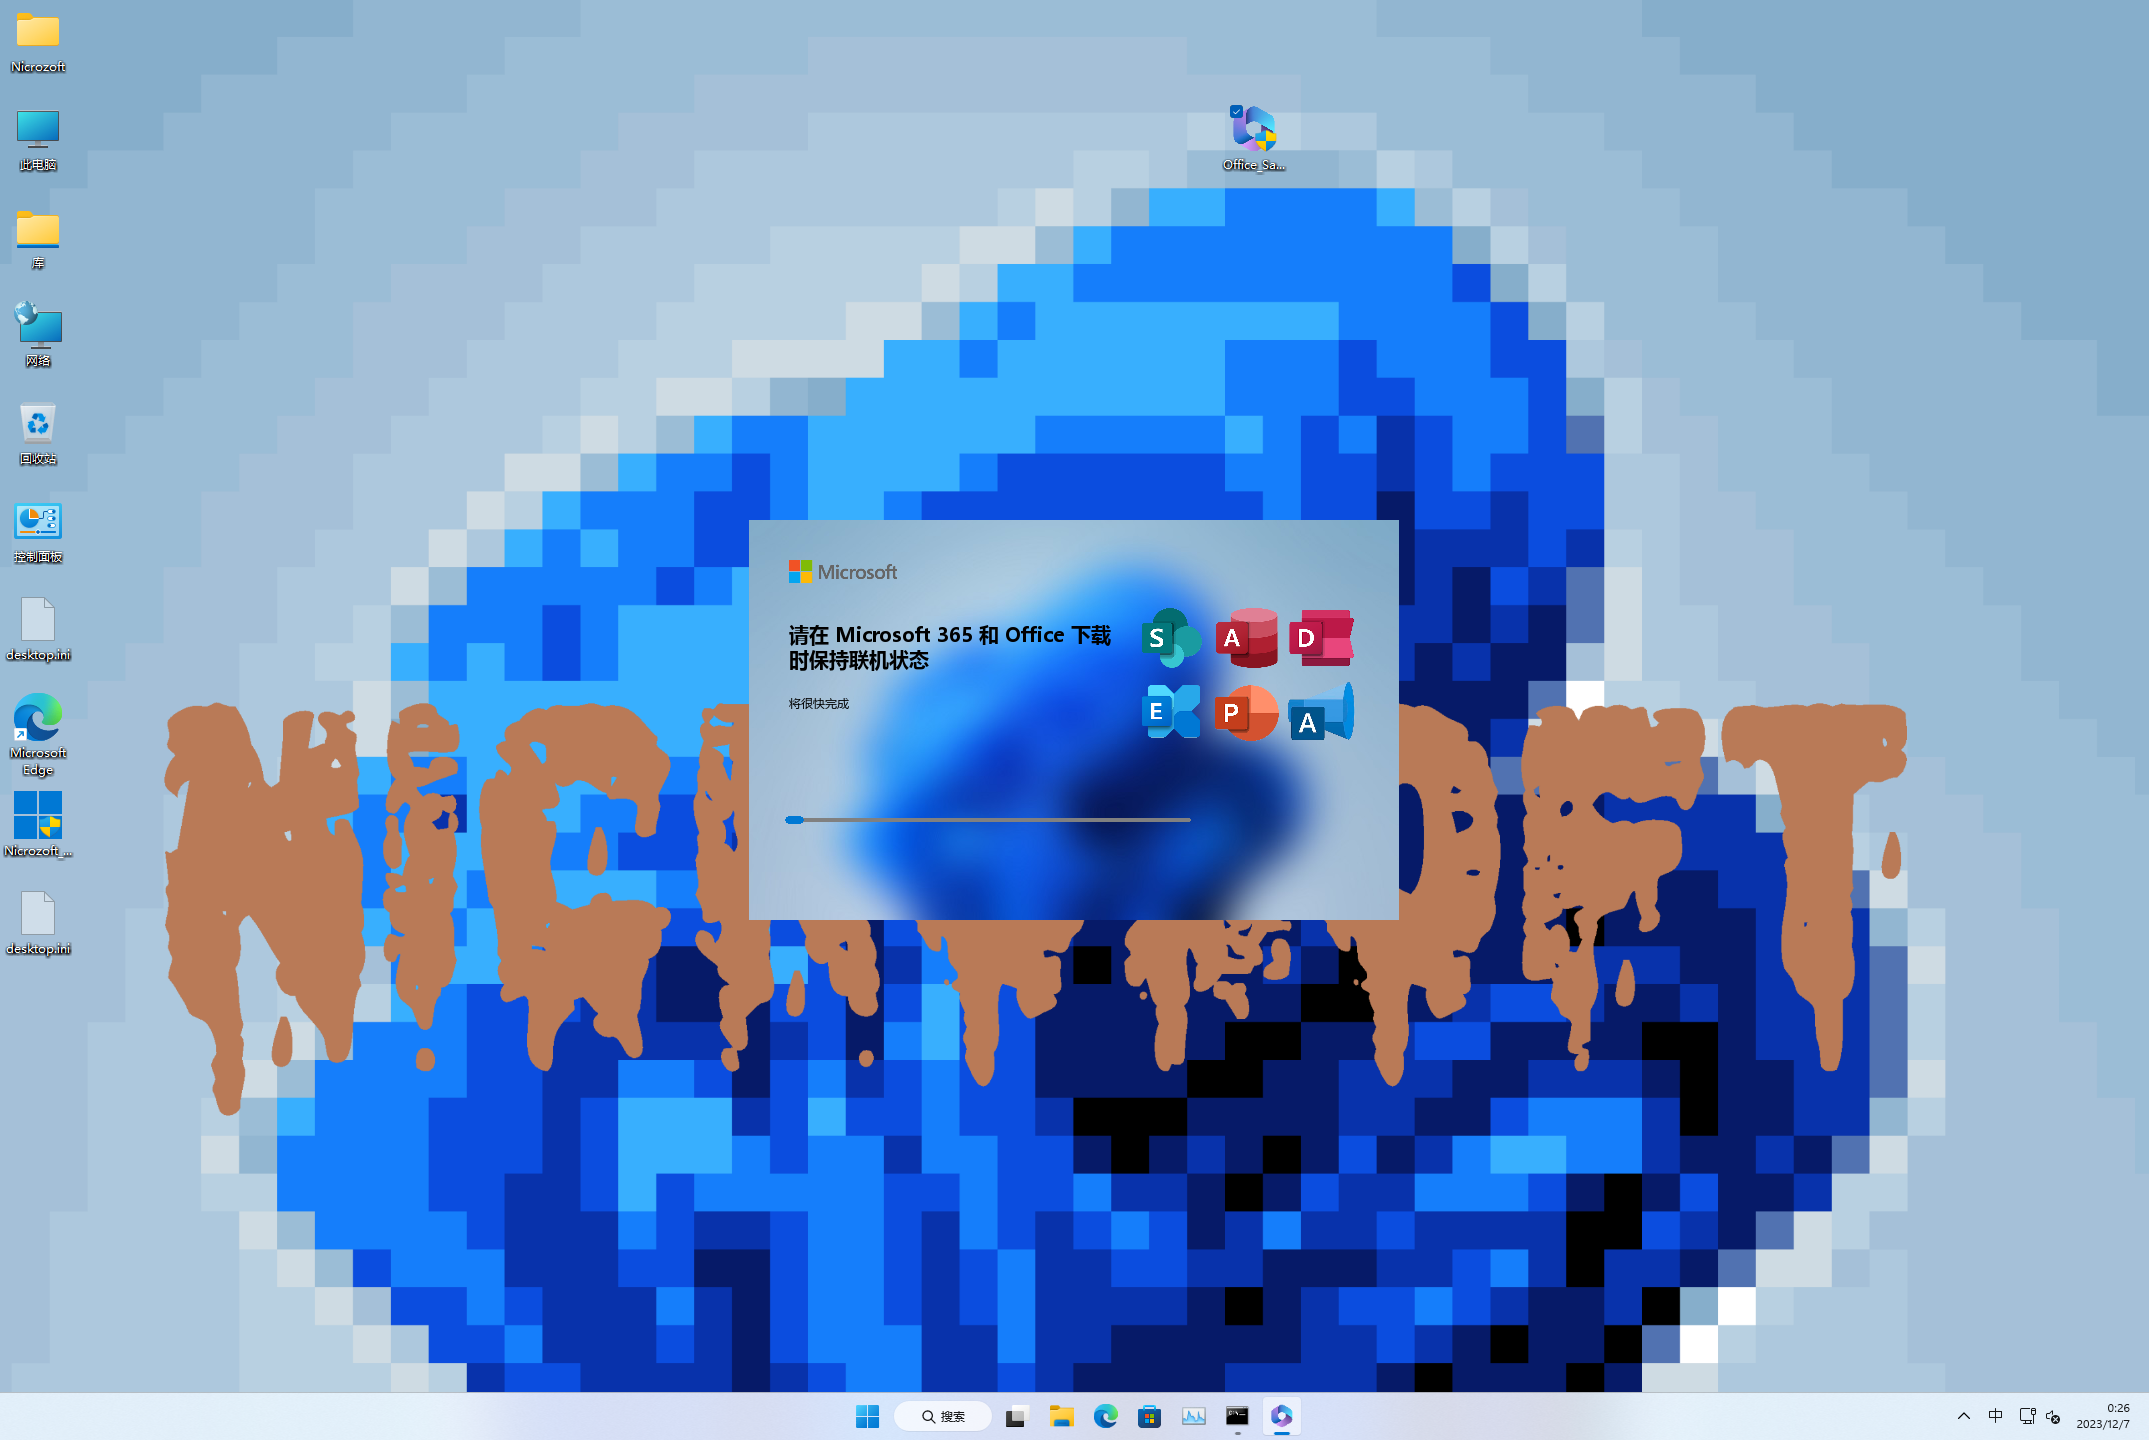 Nicrozoft
此电脑
库
网络
回收站
控制面板
desktop.ini
Microsoft
Edge
Nicrozoft_...
desktop.ini
Office_Sa...
Microsoft
请在 Microsoft 365 和 Office 下载
时保持联机状态
将很快完成
S
A
D
E
P
A
搜索
中
0:26
2023/12/7